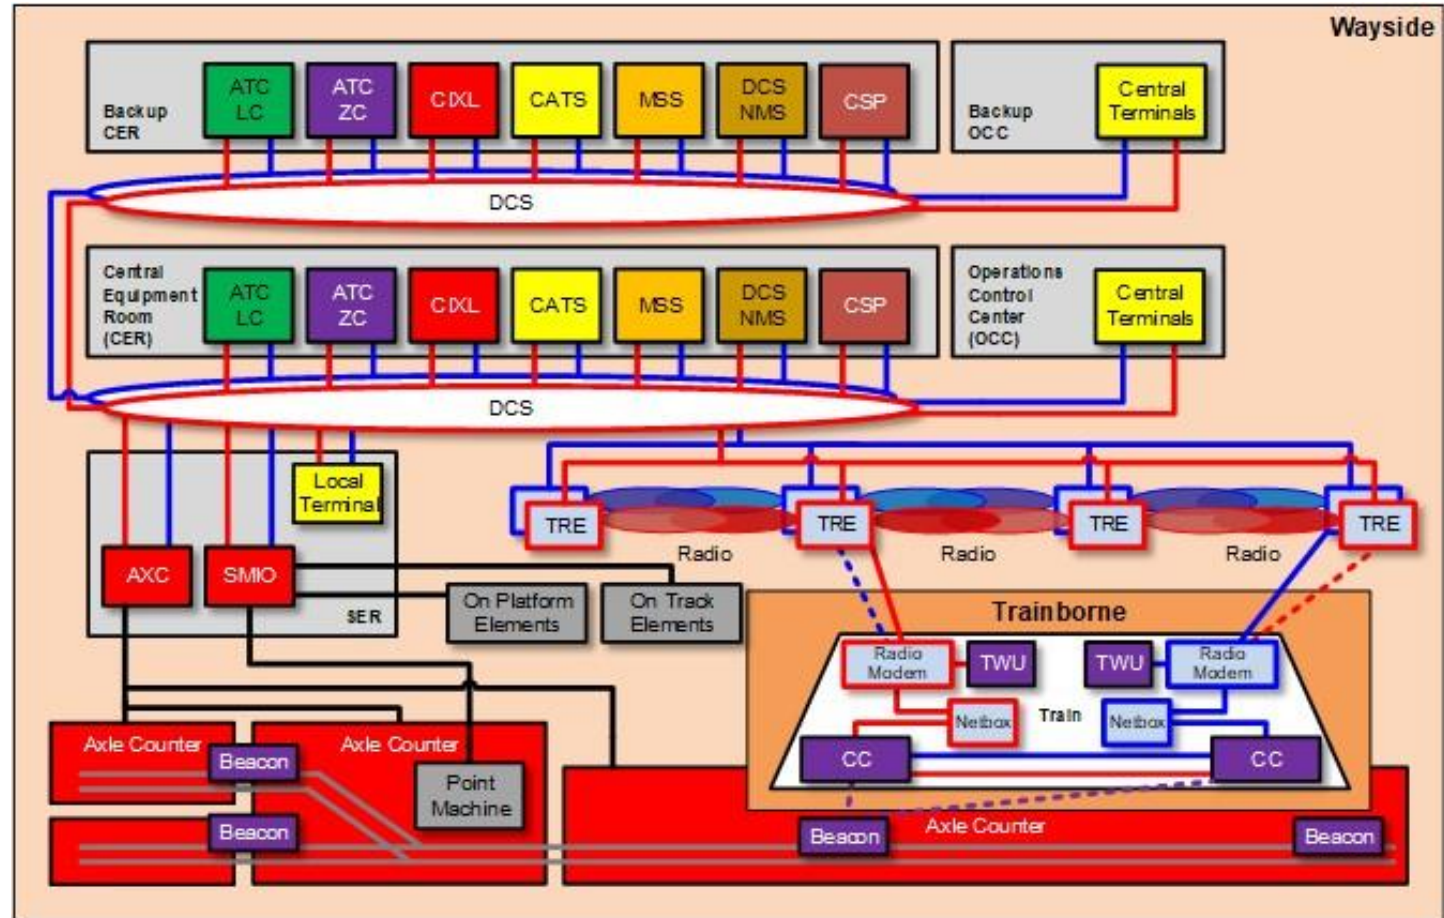 Wayside
Backup
CER
ATC
LC
ATC
ZC
CIXL
CATS
MSS
DCS
NMS
CSP
Backup
OCC
Central
Terminals
DCS
Central
Equipment
Room
(CER)
ATC
LC
ATC
ZC
CIXL
CATS
MSS
DCS
NMS
CSP
Operations
Control
Center
(OCC)
Central
Terminals
DCS
Local
Terminal
TRE
TRE
TRE
TRE
Radio
Radio
Radio
AXC
SMIO
SER
On Platform
Elements
On Track
Elements
Trainborne
Radio
Modem
TWU
TWU
Radio
Modem
Netbox
Train
Netbox
CC
CC
Axle Counter
Beacon
Axle Counter
Point
Machine
Beacon
Beacon
Axle Counter
Beacon